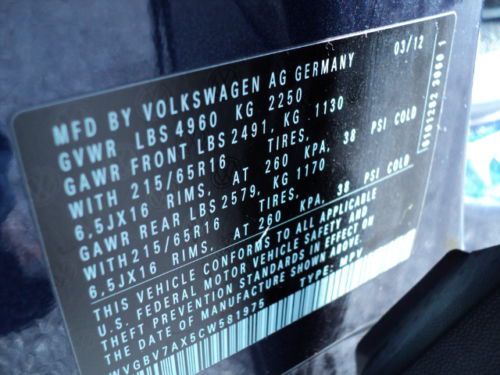 MFD BY VOLKSWAGEN AG GERMANY 03/12
GVWR LBS 4960 KG 2250
GAWR FRONT LBS 2491, KG 1130
WITH 215/65R16 TIRES,
6.5JX16 RIMS, AT 260 KPA, 38 PSI COLD
GAWR REAR LBS 2579, KG 1170
WITH 215/65R16 TIRES,
6.5JX16 RIMS, AT 260 KPA, 38 PSI COLD
THIS VEHICLE CONFORMS TO ALL APPLICABLE
U.S. FEDERAL MOTOR VEHICLE SAFETY AND
THEFT PREVENTION STANDARDS IN EFFECT ON
THE DATE OF MANUFACTURE SHOWN ABOVE.
WVGBV7AX5CW581975 TYPE: MPV
0101202 3000 1